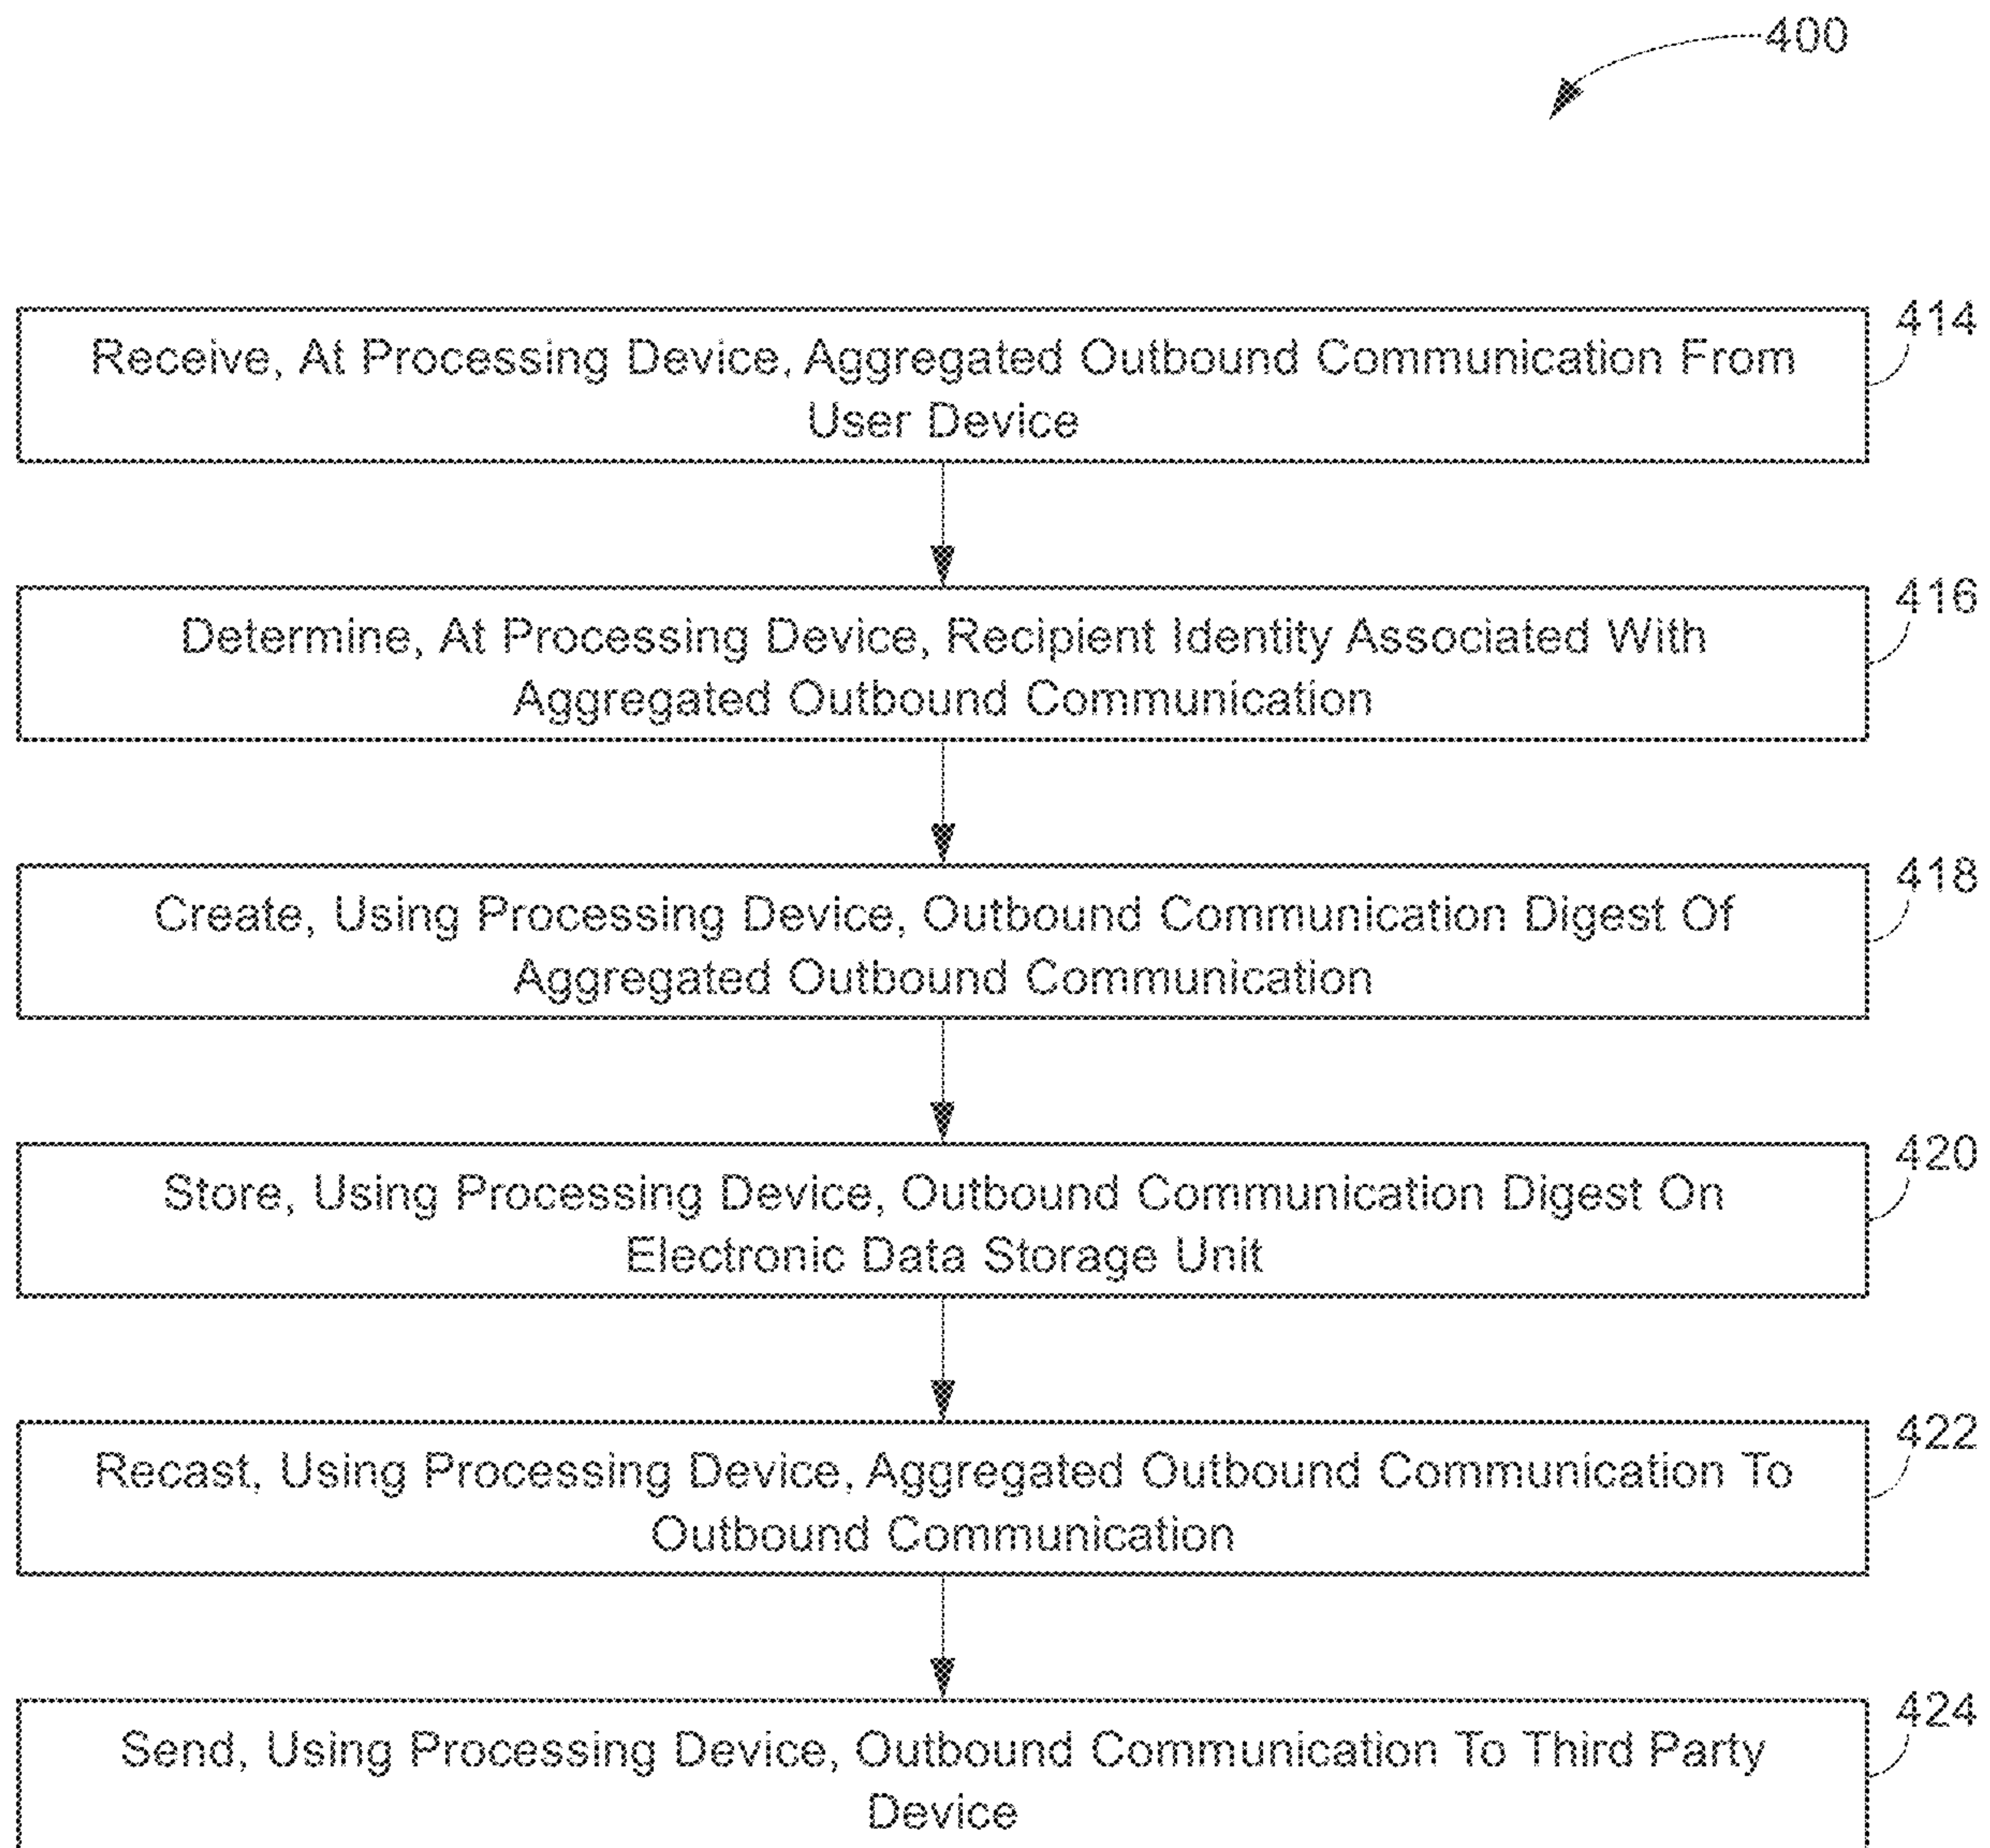 400
Receive, At Processing Device, Aggregated Outbound Communication From
User Device
414
Determine, At Processing Device, Recipient Identity Associated With
Aggregated Outbound Communication
416
Create, Using Processing Device, Outbound Communication Digest Of
Aggregated Outbound Communication
418
Store, Using Processing Device, Outbound Communication Digest On
Electronic Data Storage Unit
420
Recast, Using Processing Device, Aggregated Outbound Communication To
Outbound Communication
422
Send, Using Processing Device, Outbound Communication To Third Party
Device
424